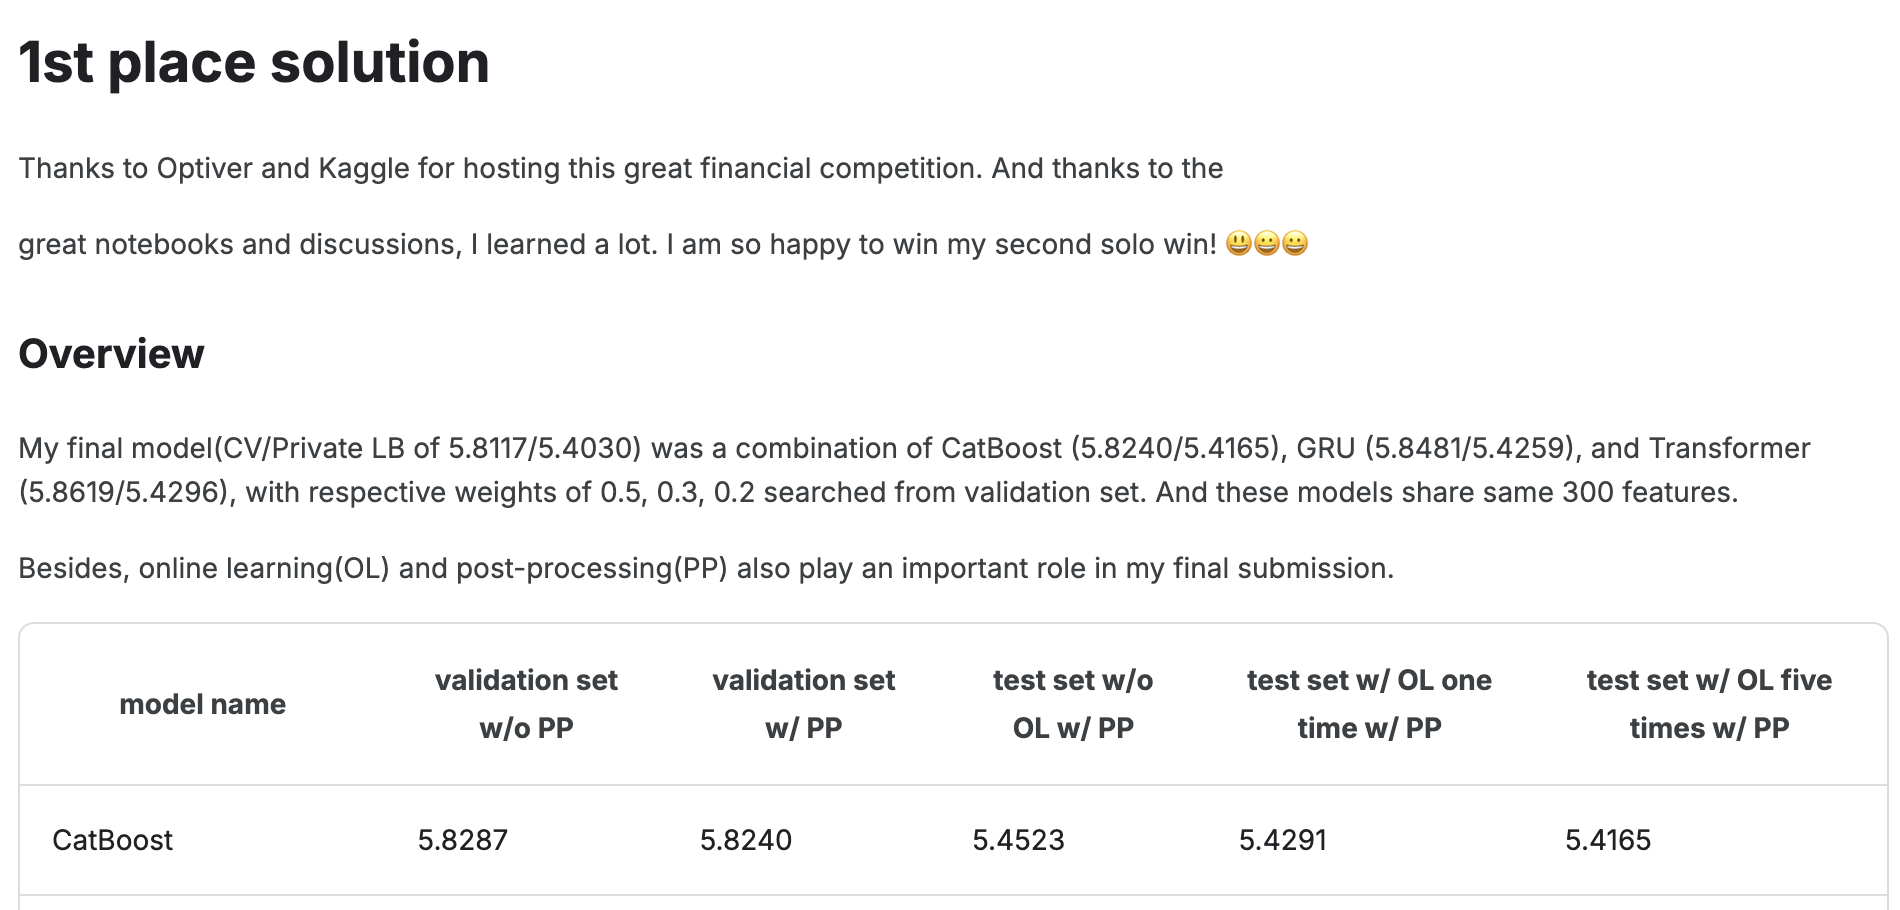 1st place solution
Thanks to Optiver and Kaggle for hosting this great financial competition. And thanks to the
great notebooks and discussions, I learned a lot. I am so happy to win my second solo win! 😃😀😀
Overview
My final model(CV/Private LB of 5.8117/5.4030) was a combination of CatBoost (5.8240/5.4165), GRU (5.8481/5.4259), and Transformer
(5.8619/5.4296), with respective weights of 0.5, 0.3, 0.2 searched from validation set. And these models share same 300 features.
Besides, online learning(OL) and post-processing(PP) also play an important role in my final submission.
model name
validation set
w/o PP
validation set
w/ PP
test set w/o
OL w/ PP
test set w/ OL one
time w/ PP
test set w/ OL five
times w/ PP
CatBoost 5.8287 5.8240 5.4523 5.4291 5.4165